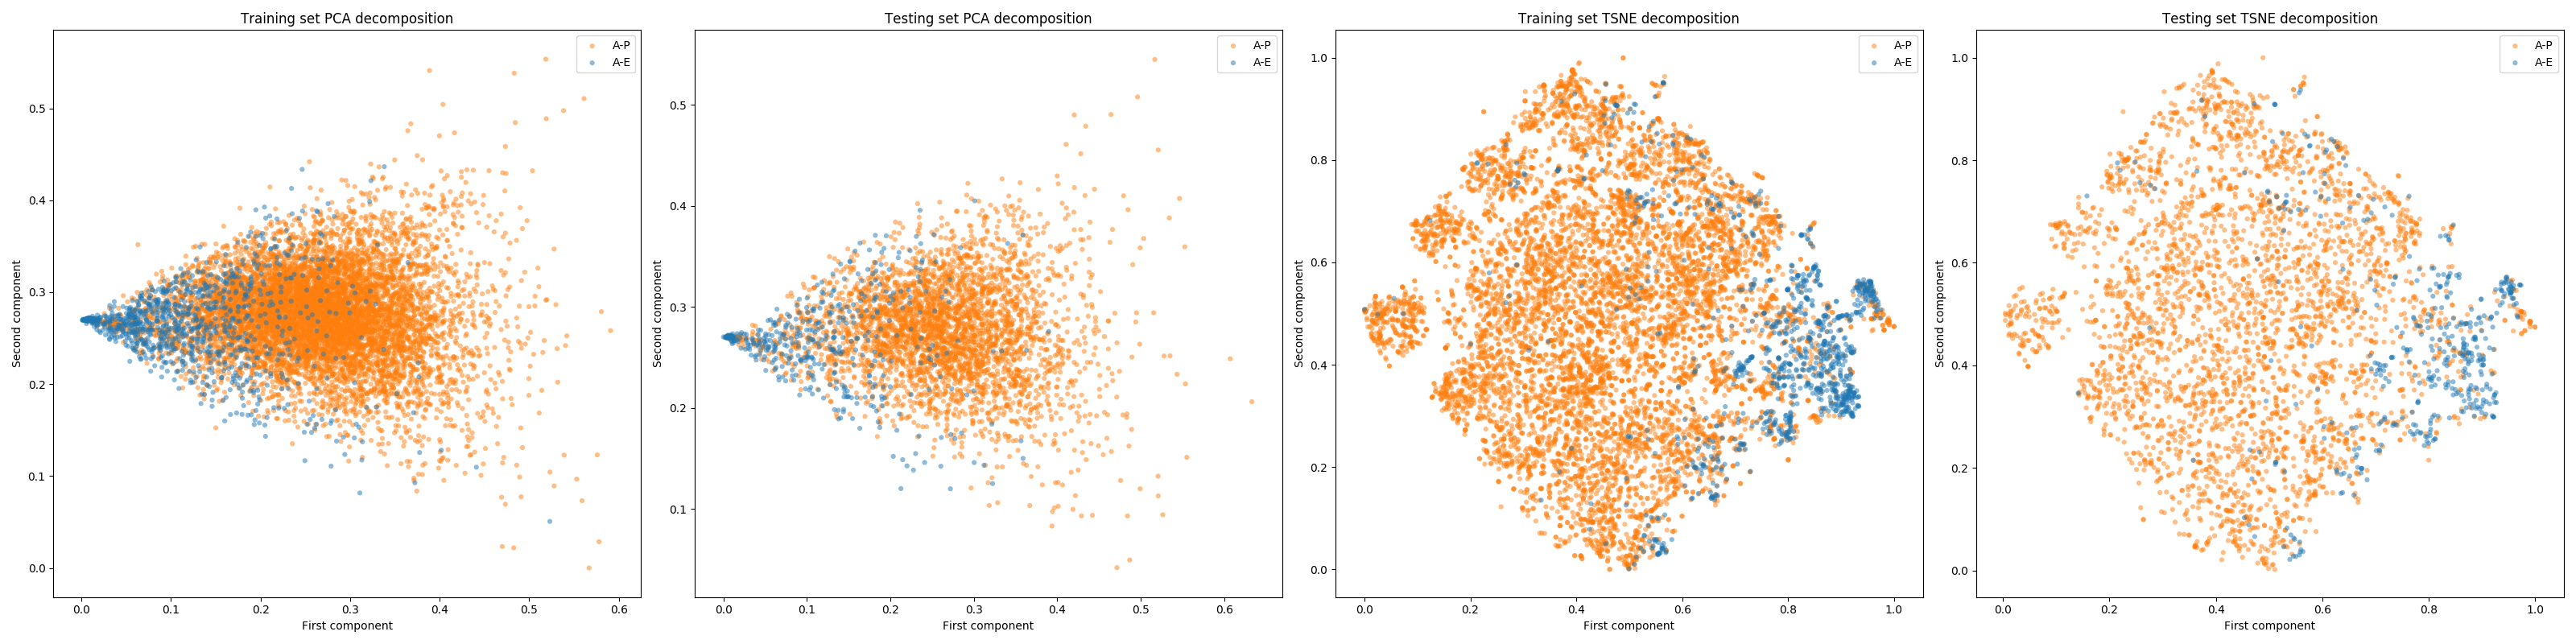 Training set PCA decomposition
A-P
A-E
0.5
0.4
0.3
0.2
0.1
0.0
Second component
0.0 0.1 0.2 0.3 0.4 0.5 0.6
First component
Testing set PCA decomposition
A-P
A-E
0.5
0.4
0.3
0.2
0.1
Second component
0.0 0.1 0.2 0.3 0.4 0.5 0.6
First component
Training set TSNE decomposition
A-P
A-E
1.0
0.8
0.6
0.4
0.2
0.0
Second component
0.0 0.2 0.4 0.6 0.8 1.0
First component
Testing set TSNE decomposition
A-P
A-E
1.0
0.8
0.6
0.4
0.2
0.0
Second component
0.0 0.2 0.4 0.6 0.8 1.0
First component